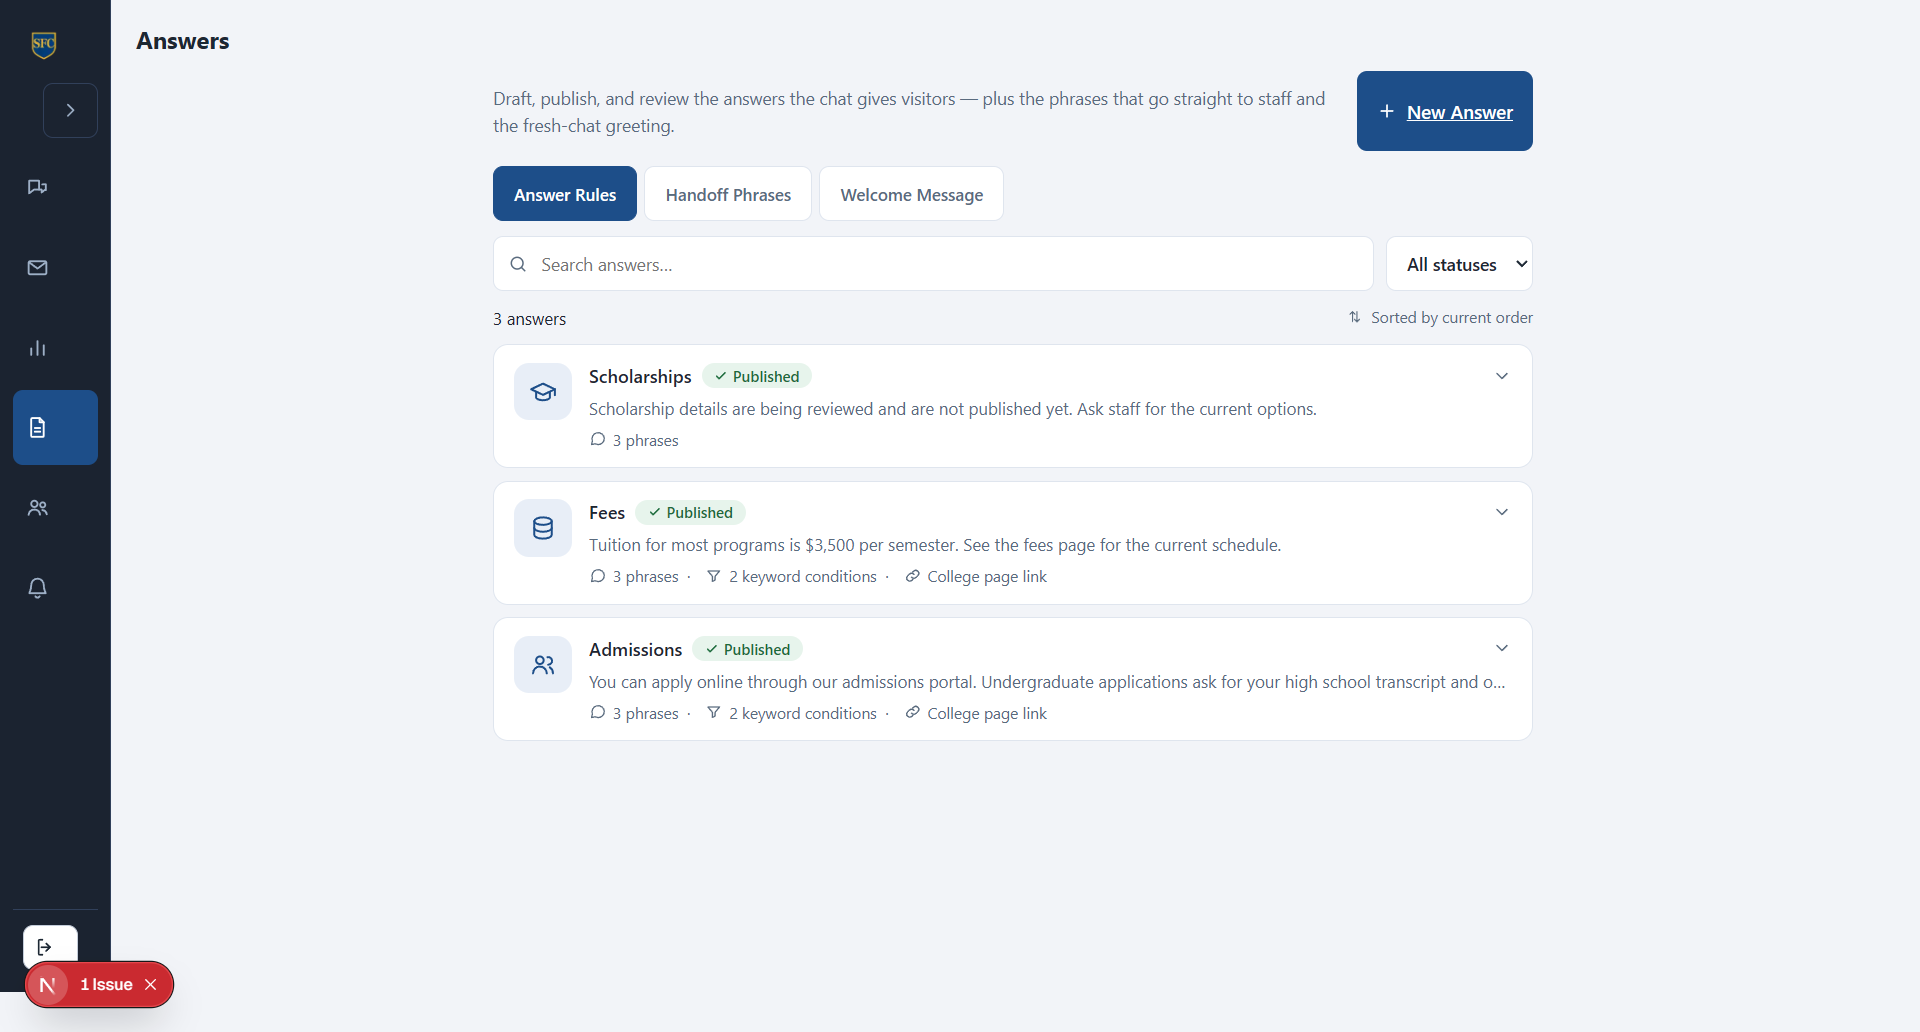 SFC
Answers
Draft, publish, and review the answers the chat gives visitors — plus the phrases that go straight to staff and
the fresh-chat greeting.
New Answer
Answer Rules
Handoff Phrases
Welcome Message
Search answers...
All statuses
3 answers
Sorted by current order
Scholarships
Published
Scholarship details are being reviewed and are not published yet. Ask staff for the current options.
3 phrases
Fees
Published
Tuition for most programs is $3,500 per semester. See the fees page for the current schedule.
3 phrases · 2 keyword conditions · College page link
Admissions
Published
You can apply online through our admissions portal. Undergraduate applications ask for your high school transcript and o...
3 phrases · 2 keyword conditions · College page link
N
1 Issue